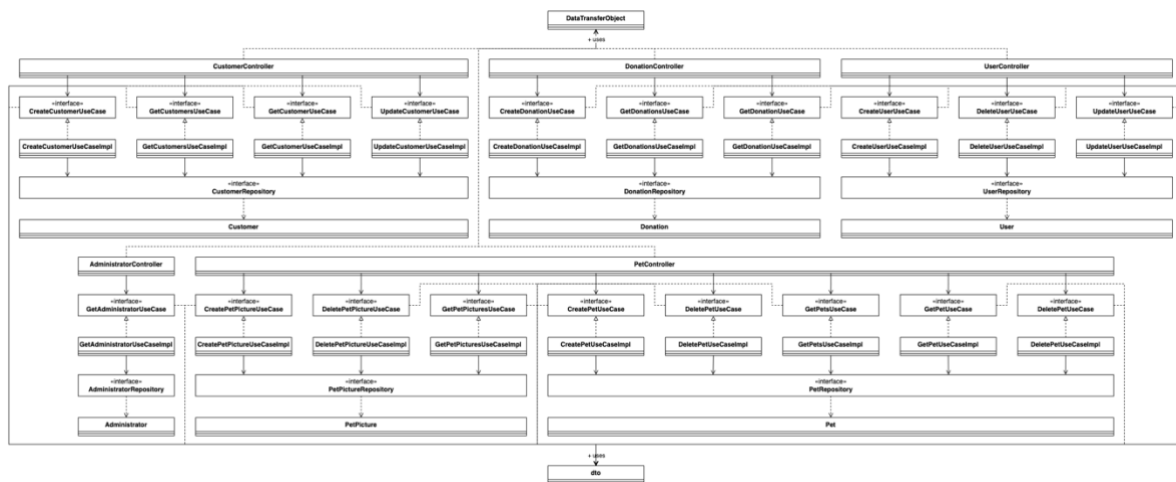 DataTransferObject
+ uses
CustomerController
DonationController
UserController
«interface»
CreateCustomerUseCase
«interface»
GetCustomersUseCase
«interface»
GetCustomerUseCase
«interface»
UpdateCustomerUseCase
«interface»
CreateDonationUseCase
«interface»
GetDonationsUseCase
«interface»
GetDonationUseCase
«interface»
CreateUserUseCase
«interface»
DeleteUserUseCase
«interface»
UpdateUserUseCase
CreateCustomerUseCaseImpl
GetCustomersUseCaseImpl
GetCustomerUseCaseImpl
UpdateCustomerUseCaseImpl
CreateDonationUseCaseImpl
GetDonationsUseCaseImpl
GetDonationUseCaseImpl
CreateUserUseCaseImpl
DeleteUserUseCaseImpl
UpdateUserUseCaseImpl
«interface»
CustomerRepository
«interface»
DonationRepository
«interface»
UserRepository
Customer
Donation
User
AdministratorController
PetController
«interface»
GetAdministratorUseCase
«interface»
CreatePetPictureUseCase
«interface»
DeletePetPictureUseCase
«interface»
GetPetPicturesUseCase
«interface»
CreatePetUseCase
«interface»
DeletePetUseCase
«interface»
GetPetsUseCase
«interface»
GetPetUseCase
«interface»
DeletePetUseCase
GetAdministratorUseCaseImpl
CreatePetPictureUseCaseImpl
DeletePetPictureUseCaseImpl
GetPetPicturesUseCaseImpl
CreatePetUseCaseImpl
DeletePetUseCaseImpl
GetPetsUseCaseImpl
GetPetUseCaseImpl
DeletePetUseCaseImpl
«interface»
AdministratorRepository
«interface»
PetPictureRepository
«interface»
PetRepository
Administrator
PetPicture
Pet
+ uses
dto